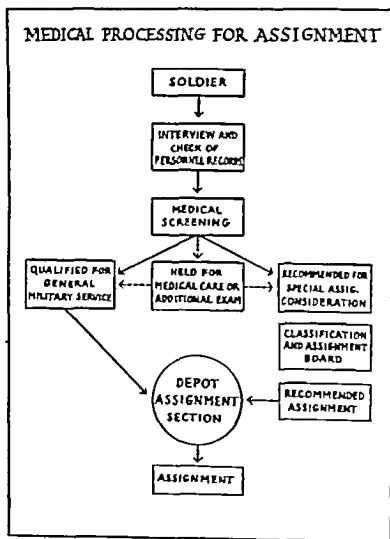 MEDICAL PROCESSING FOR ASSIGNMENT
SOLDIER
INTERVIEW AND
CHECK OF
PERSONNEL RECORDS
MEDICAL
SCREENING
QUALIFIED FOR
GENERAL
MILITARY SERVICE
HELD FOR
MEDICAL CARE OR
ADDITIONAL EXAM
RECOMMENDED FOR
SPECIAL ASSIG.
CONSIDERATION
CLASSIFICATION
AND ASSIGNMENT
BOARD
DEPOT
ASSIGNMENT
SECTION
RECOMMENDED
ASSIGNMENT
ASSIGNMENT